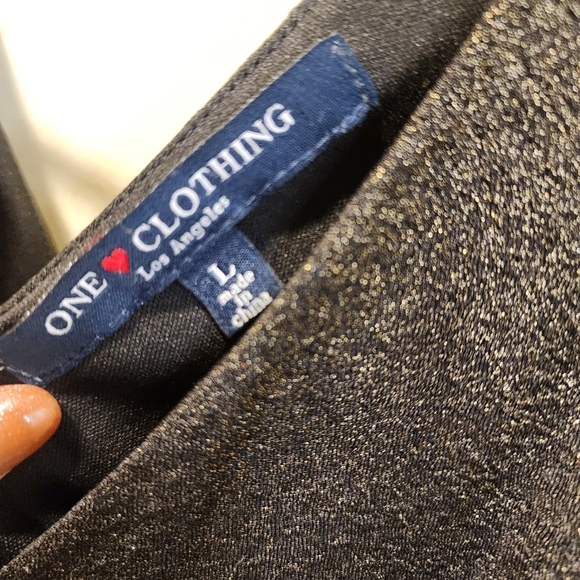 ONE ❤ CLOTHING
Los Angeles
L
made
in
china